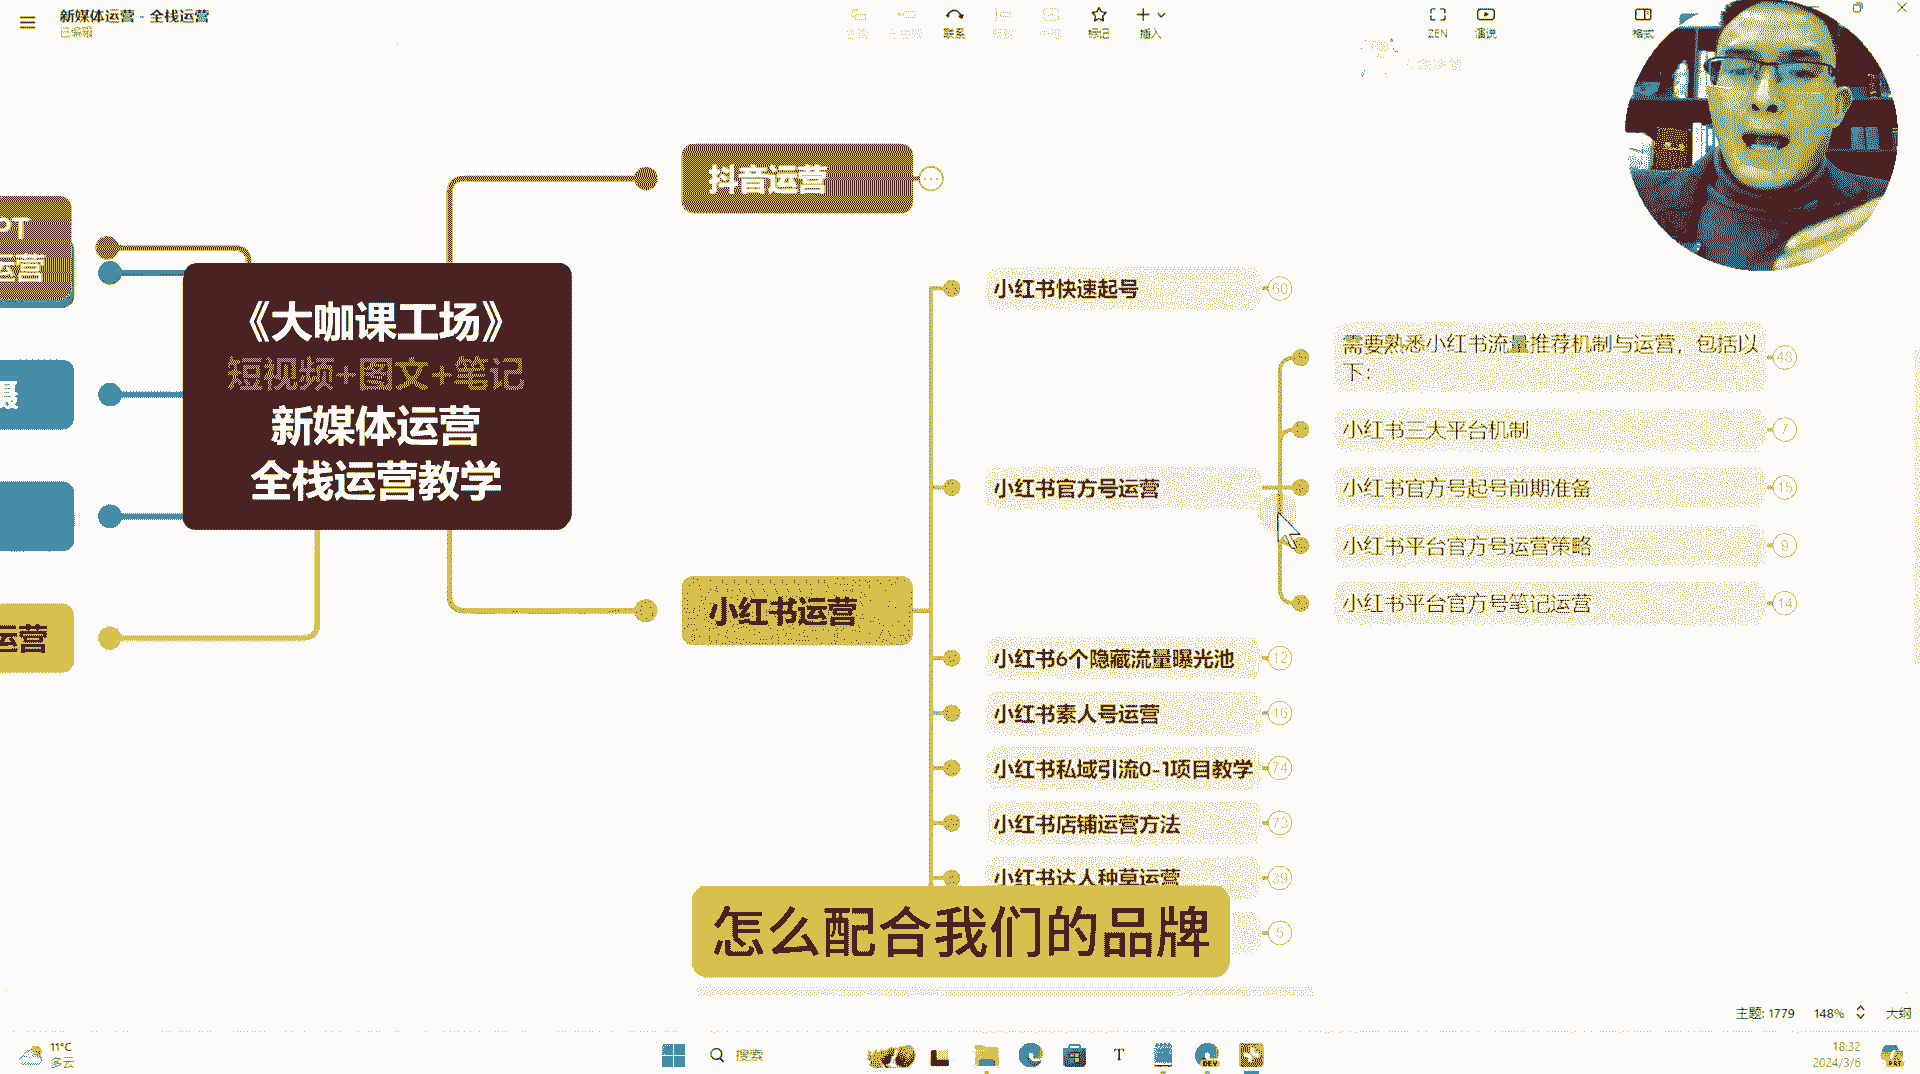 新媒体运营 - 全栈运营
已编辑
联系
标记
插入
ZEN
演说
格式
PT
运营
运营
《大咖课工场》
短视频+图文+笔记
新媒体运营
全栈运营教学
抖音运营
小红书运营
小红书快速起号
60
小红书官方号运营
需要熟悉小红书流量推荐机制与运营，包括以
下：
48
小红书三大平台机制
7
小红书官方号起号前期准备
15
小红书平台官方号运营策略
9
小红书平台官方号笔记运营
14
小红书6个隐藏流量曝光池
12
小红书素人号运营
16
小红书私域引流0-1项目教学
74
小红书店铺运营方法
73
小红书达人种草运营
39
5
怎么配合我们的品牌
主题: 1779
148%
大纲
11°C
多云
搜索
T
DEV
18:32
2024/3/6